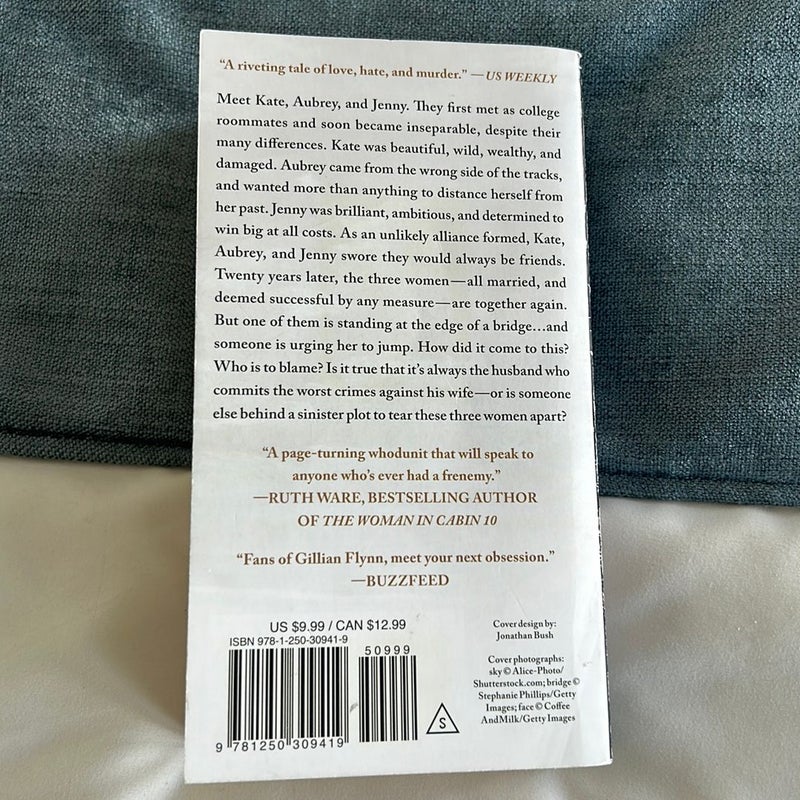 “A riveting tale of love, hate, and murder.” —US WEEKLY
Meet Kate, Aubrey, and Jenny. They first met as college
roommates and soon became inseparable, despite their
many differences. Kate was beautiful, wild, wealthy, and
damaged. Aubrey came from the wrong side of the tracks,
and wanted more than anything to distance herself from
her past. Jenny was brilliant, ambitious, and determined to
win big at all costs. As an unlikely alliance formed, Kate,
Aubrey, and Jenny swore they would always be friends.
Twenty years later, the three women—all married, and
deemed successful by any measure—are together again.
But one of them is standing at the edge of a bridge...and
someone is urging her to jump. How did it come to this?
Who is to blame? Is it true that it’s always the husband who
commits the worst crimes against his wife—or is someone
else behind a sinister plot to tear these three women apart?
“A page-turning whodunit that will speak to
anyone who’s ever had a frenemy.”
—RUTH WARE, BESTSELLING AUTHOR
OF THE WOMAN IN CABIN 10
“Fans of Gillian Flynn, meet your next obsession.”
—BUZZFEED
US $9.99 / CAN $12.99
ISBN 978-1-250-30941-9
50999
9 781250 309419
S
Cover design by:
Jonathan Bush
Cover photographs:
sky © Alice-Photo/
Shutterstock.com; bridge ©
Stephanie Phillips/Getty
Images; face © Coffee
AndMilk/Getty Images